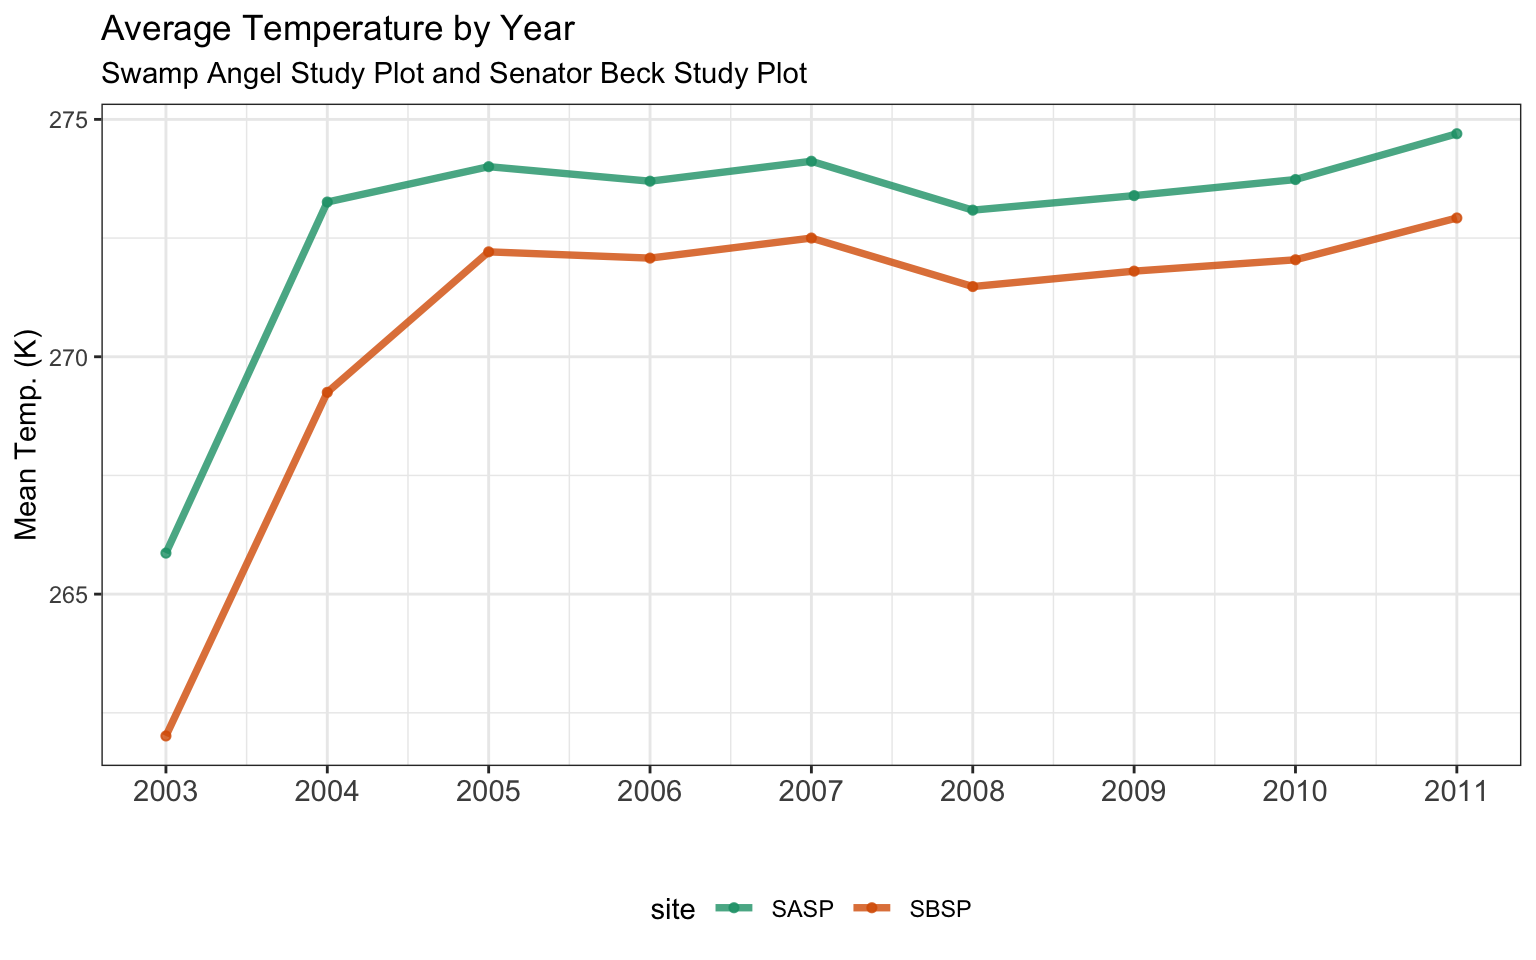 Average Temperature by Year
Swamp Angel Study Plot and Senator Beck Study Plot
Mean Temp. (K)
275
270
265
2003 2004 2005 2006 2007 2008 2009 2010 2011
site SASP SBSP